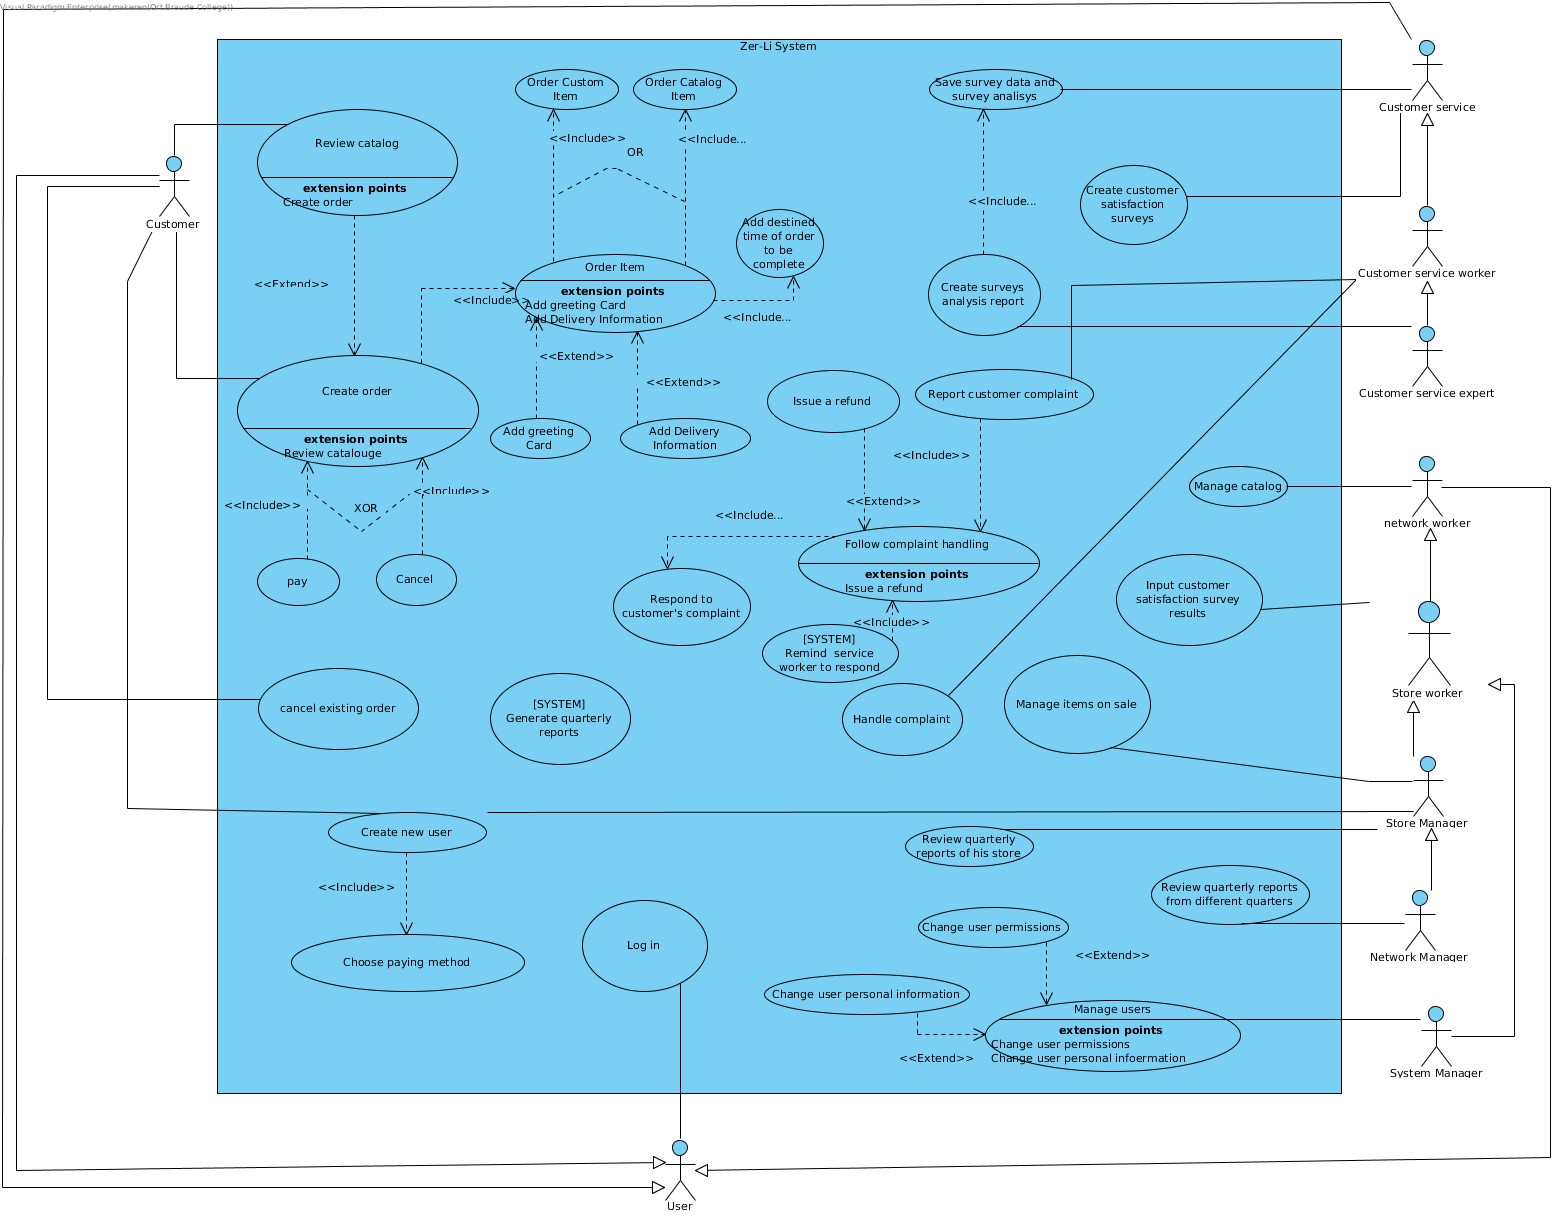 Visual Paradigm Enterprise(makeren(Ort Braude College))
Zer-Li System
Order Custom
Item
Order Catalog
Item
Save survey data and
survey analisys
Customer service
<<Include>>
<<Include...
OR
Review catalog
extension points
Create order
Customer
<<Include...
Create customer
satisfaction
surveys
Add destined
time of order
to be
complete
Customer service worker
<<Extend>>
Order Item
extension points
Add greeting Card
Add Delivery Information
<<Include>>
<<Include...
Create surveys
analysis report
<<Extend>>
<<Extend>>
Customer service expert
Create order
extension points
Review catalouge
Issue a refund
Report customer complaint
Add greeting
Card
Add Delivery
Information
<<Include>>
<<Include>>
<<Include>>
XOR
<<Extend>>
Manage catalog
network worker
<<Include...
Follow complaint handling
extension points
Issue a refund
pay
Cancel
Respond to
customer's complaint
<<Include>>
[SYSTEM]
Remind  service
worker to respond
Input customer
satisfaction survey
results
Store worker
cancel existing order
[SYSTEM]
Generate quarterly
reports
Handle complaint
Manage items on sale
Store Manager
Create new user
Review quarterly
reports of his store
<<Include>>
Review quarterly reports
from different quarters
Choose paying method
Log in
Change user permissions
<<Extend>>
Network Manager
Change user personal information
Manage users
extension points
Change user permissions
Change user personal infoermation
<<Extend>>
System Manager
User